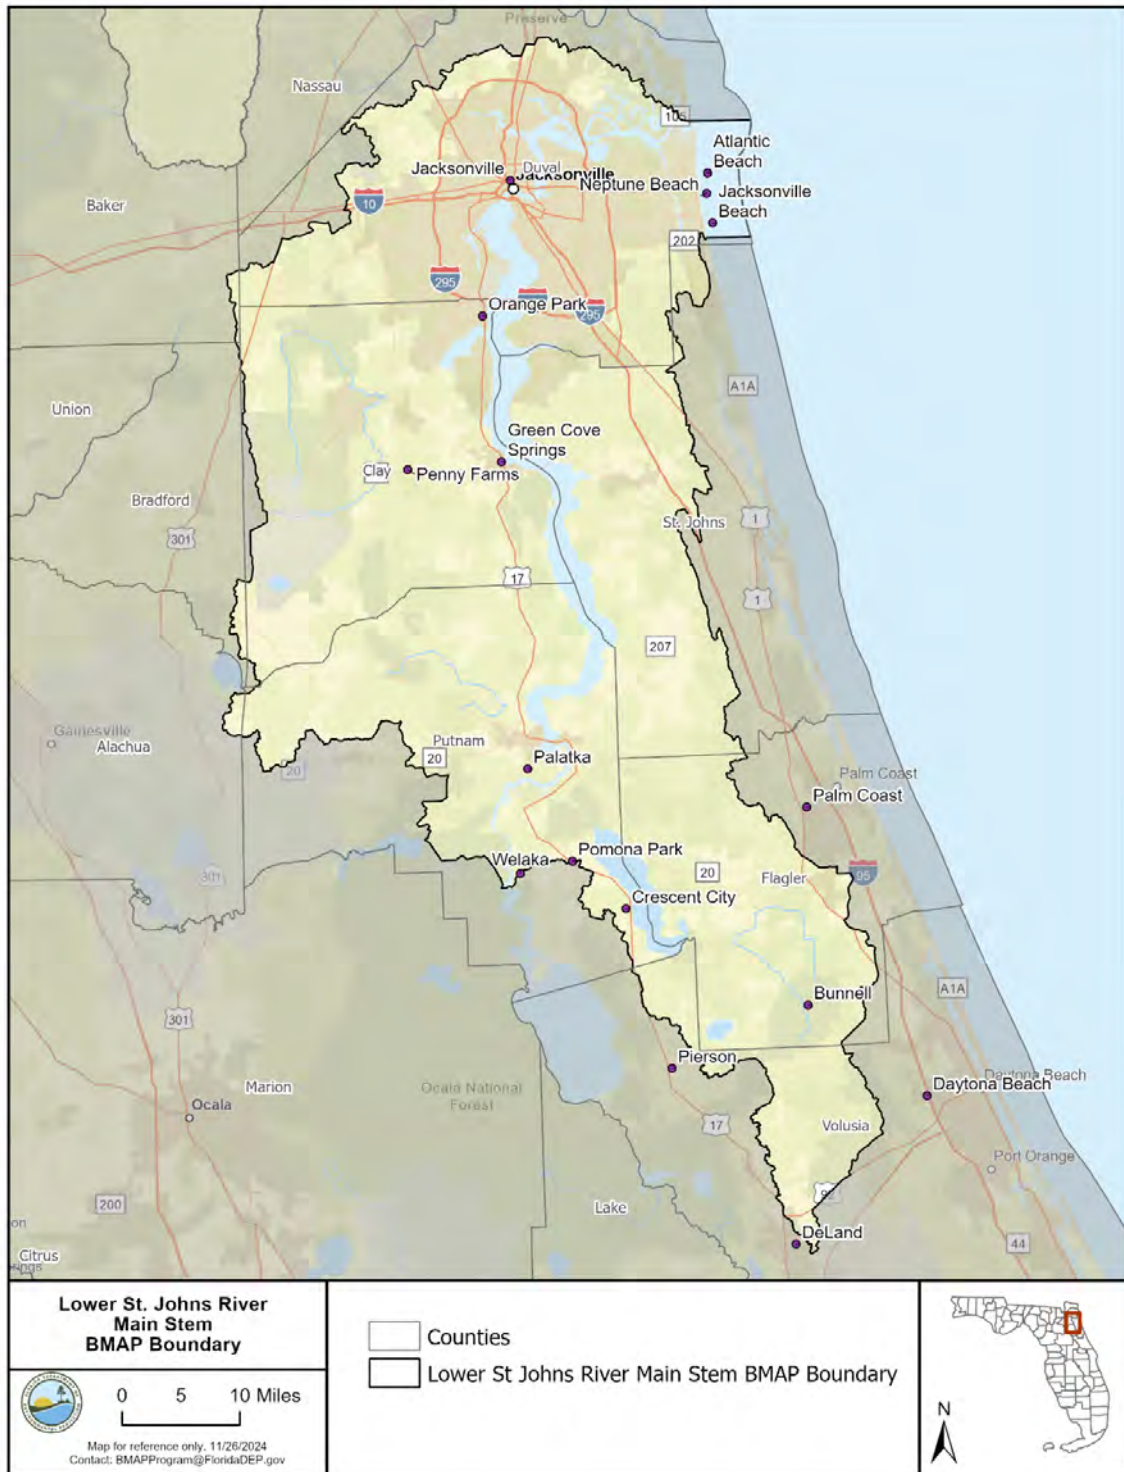 Preserve
Nassau
105
Atlantic
Beach
Jacksonville
Duval
Jacksonville
Neptune Beach
Jacksonville
Beach
Baker
10
202
295
295
Orange Park
A1A
Union
Green Cove
Springs
Clay
Penny Farms
Bradford
St. Johns
1
301
17
1
207
Gainesville
Alachua
Putnam
20
20
Palatka
Palm Coast
Palm Coast
Welaka
Pomona Park
20
Flagler
95
301
Crescent City
A1A
Bunnell
301
Pierson
Marion
Ocala National
Forest
Daytona Beach
Daytona Beach
Ocala
17
Volusia
Port Orange
200
Lake
on
DeLand
44
Citrus
Lower St. Johns River
Main Stem
BMAP Boundary
0 5 10 Miles
Map for reference only. 11/26/2024
Contact: BMAPProgram@FloridaDEP.gov
Counties
Lower St Johns River Main Stem BMAP Boundary
N